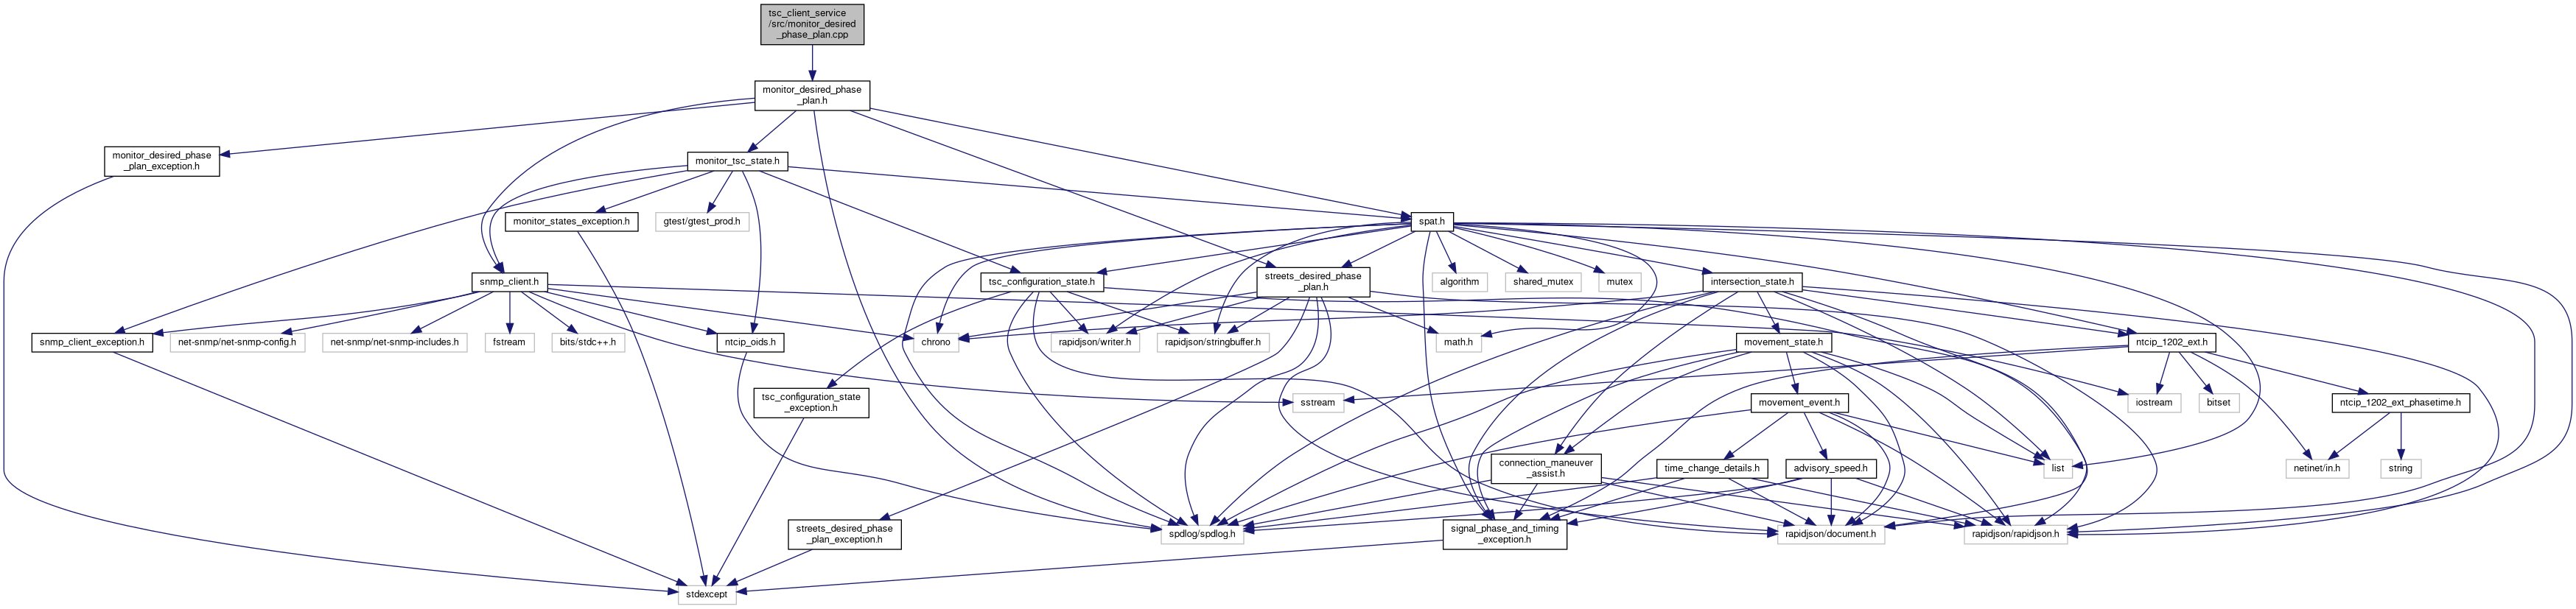 tsc_client_service
/src/monitor_desired
_phase_plan.cpp
monitor_desired_phase
_plan.h
monitor_desired_phase
_plan_exception.h
monitor_tsc_state.h
monitor_states_exception.h
gtest/gtest_prod.h
spat.h
snmp_client.h
tsc_configuration_state.h
streets_desired_phase
_plan.h
algorithm
shared_mutex
mutex
intersection_state.h
snmp_client_exception.h
net-snmp/net-snmp-config.h
net-snmp/net-snmp-includes.h
fstream
bits/stdc++.h
ntcip_oids.h
chrono
rapidjson/writer.h
rapidjson/stringbuffer.h
math.h
movement_state.h
ntcip_1202_ext.h
tsc_configuration_state
_exception.h
sstream
movement_event.h
iostream
bitset
ntcip_1202_ext_phasetime.h
connection_maneuver
_assist.h
time_change_details.h
advisory_speed.h
list
netinet/in.h
string
streets_desired_phase
_plan_exception.h
spdlog/spdlog.h
signal_phase_and_timing
_exception.h
rapidjson/document.h
rapidjson/rapidjson.h
stdexcept